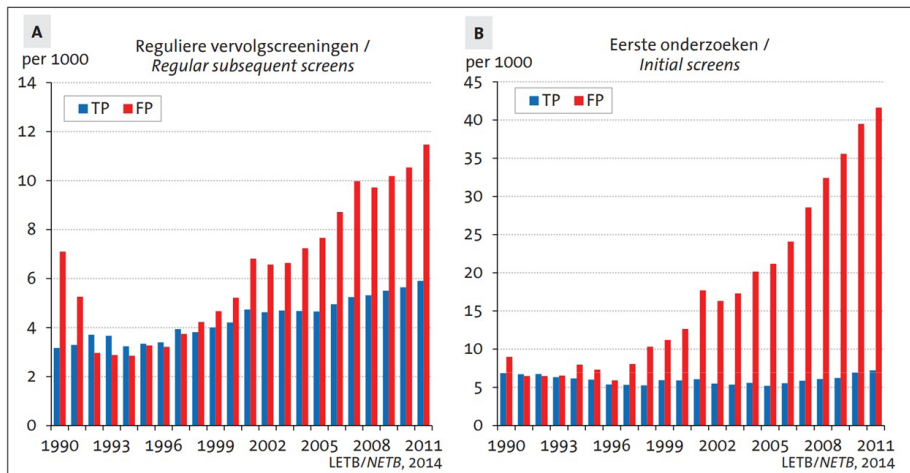 A
Reguliere vervolgscreeningen /
Regular subsequent screens
per 1000
14
TP FP
12
10
8
6
4
2
0
1990 1993 1996 1999 2002 2005 2008 2011
LETB/NETB, 2014
B
Eerste onderzoeken /
Initial screens
per 1000
45
TP FP
40
35
30
25
20
15
10
5
0
1990 1993 1996 1999 2002 2005 2008 2011
LETB/NETB, 2014